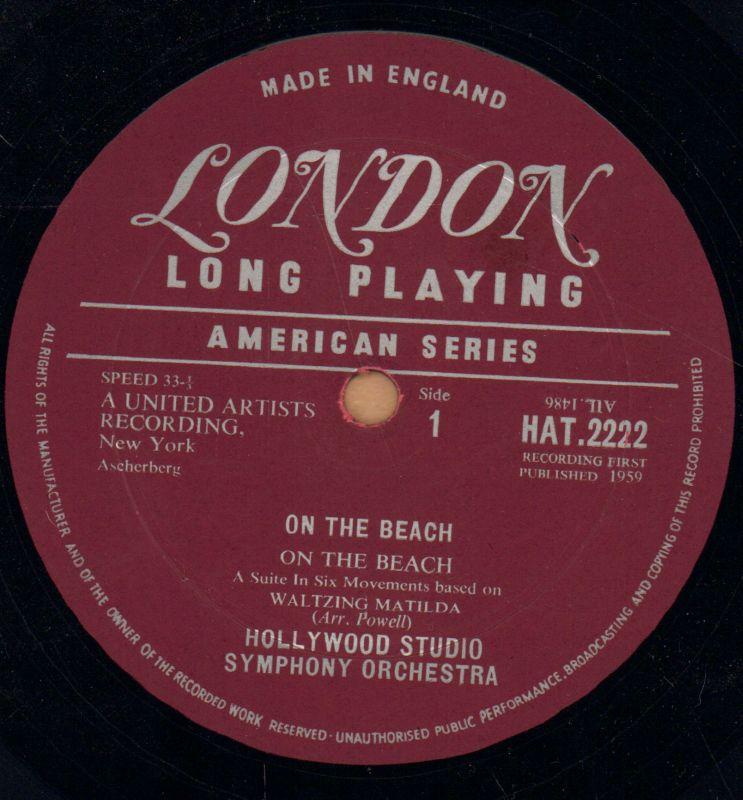 MADE IN ENGLAND
LONDON
LONG PLAYING
AMERICAN SERIES
SPEED 33-⅓
A UNITED ARTISTS
RECORDING,
New York
Ascherberg
Side
1
ATL.1486
HAT.2222
RECORDING FIRST
PUBLISHED 1959
ON THE BEACH
ON THE BEACH
A Suite In Six Movements based on
WALTZING MATILDA
(Arr. Powell)
HOLLYWOOD STUDIO
SYMPHONY ORCHESTRA
ALL RIGHTS OF THE MANUFACTURER AND OF THE OWNER OF THE RECORDED WORK RESERVED · UNAUTHORISED PUBLIC PERFORMANCE, BROADCASTING AND COPYING OF THIS RECORD PROHIBITED